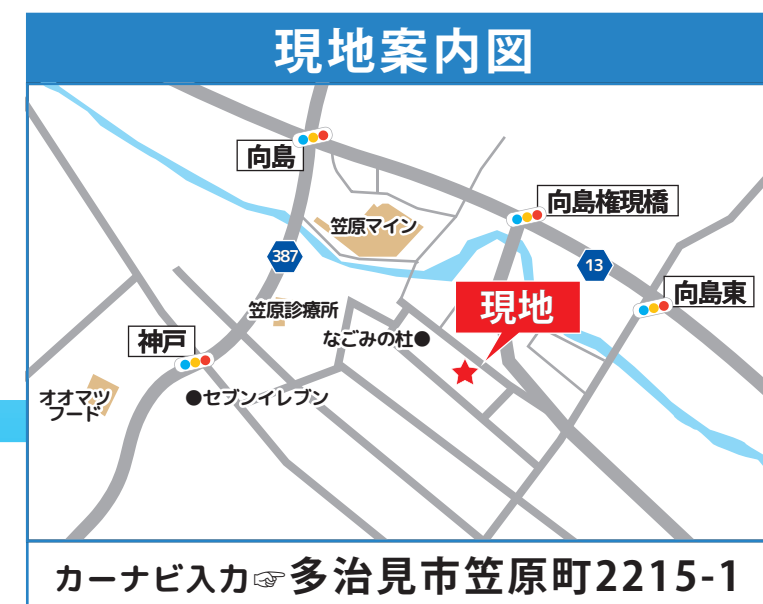 現地案内図
向島
向島権現橋
笠原マイン
387
13
現地
向島東
笠原診療所
なごみの杜●
神戸
オオマツ
フード
●セブンイレブン
カーナビ入力☞多治見市笠原町2215-1